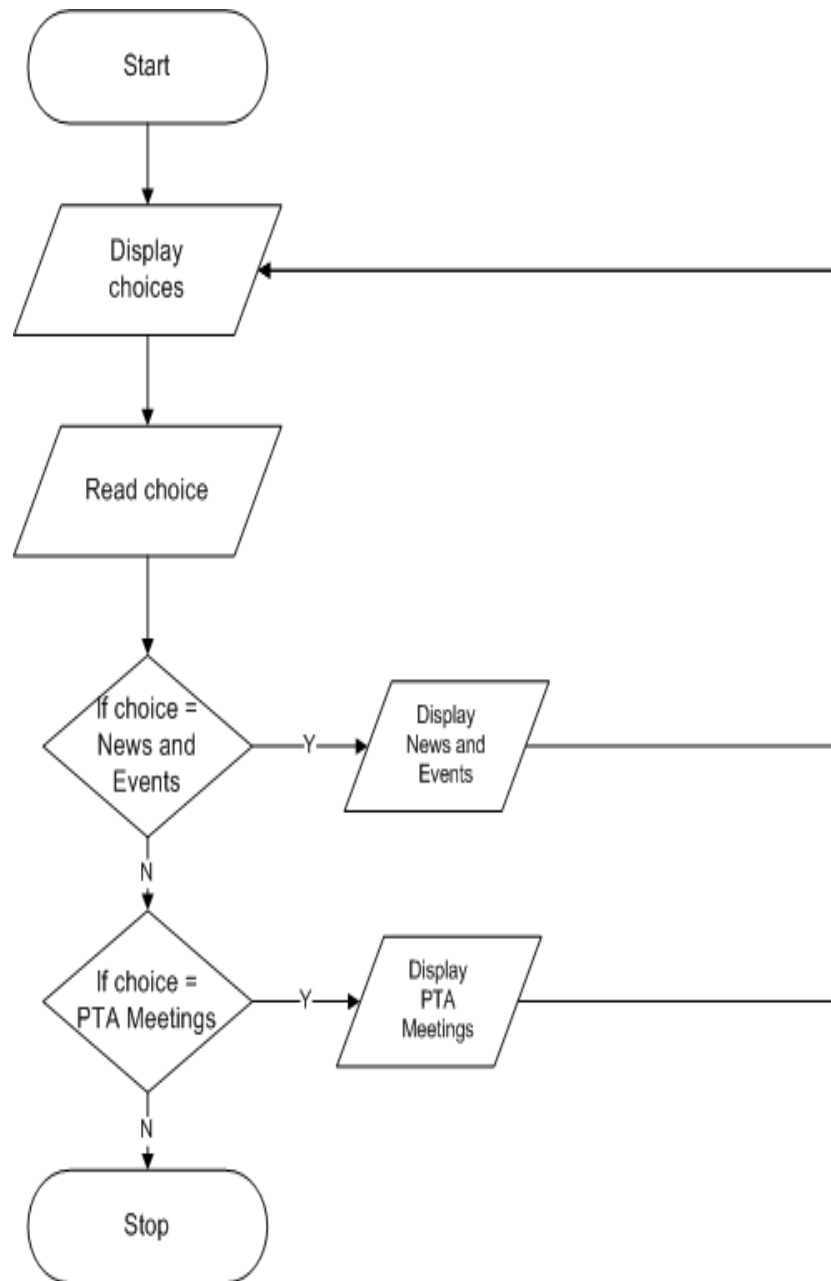 Start
Display
choices
Read choice
If choice =
News and
Events
Y
Display
News and
Events
N
If choice =
PTA Meetings
Y
Display
PTA
Meetings
N
Stop